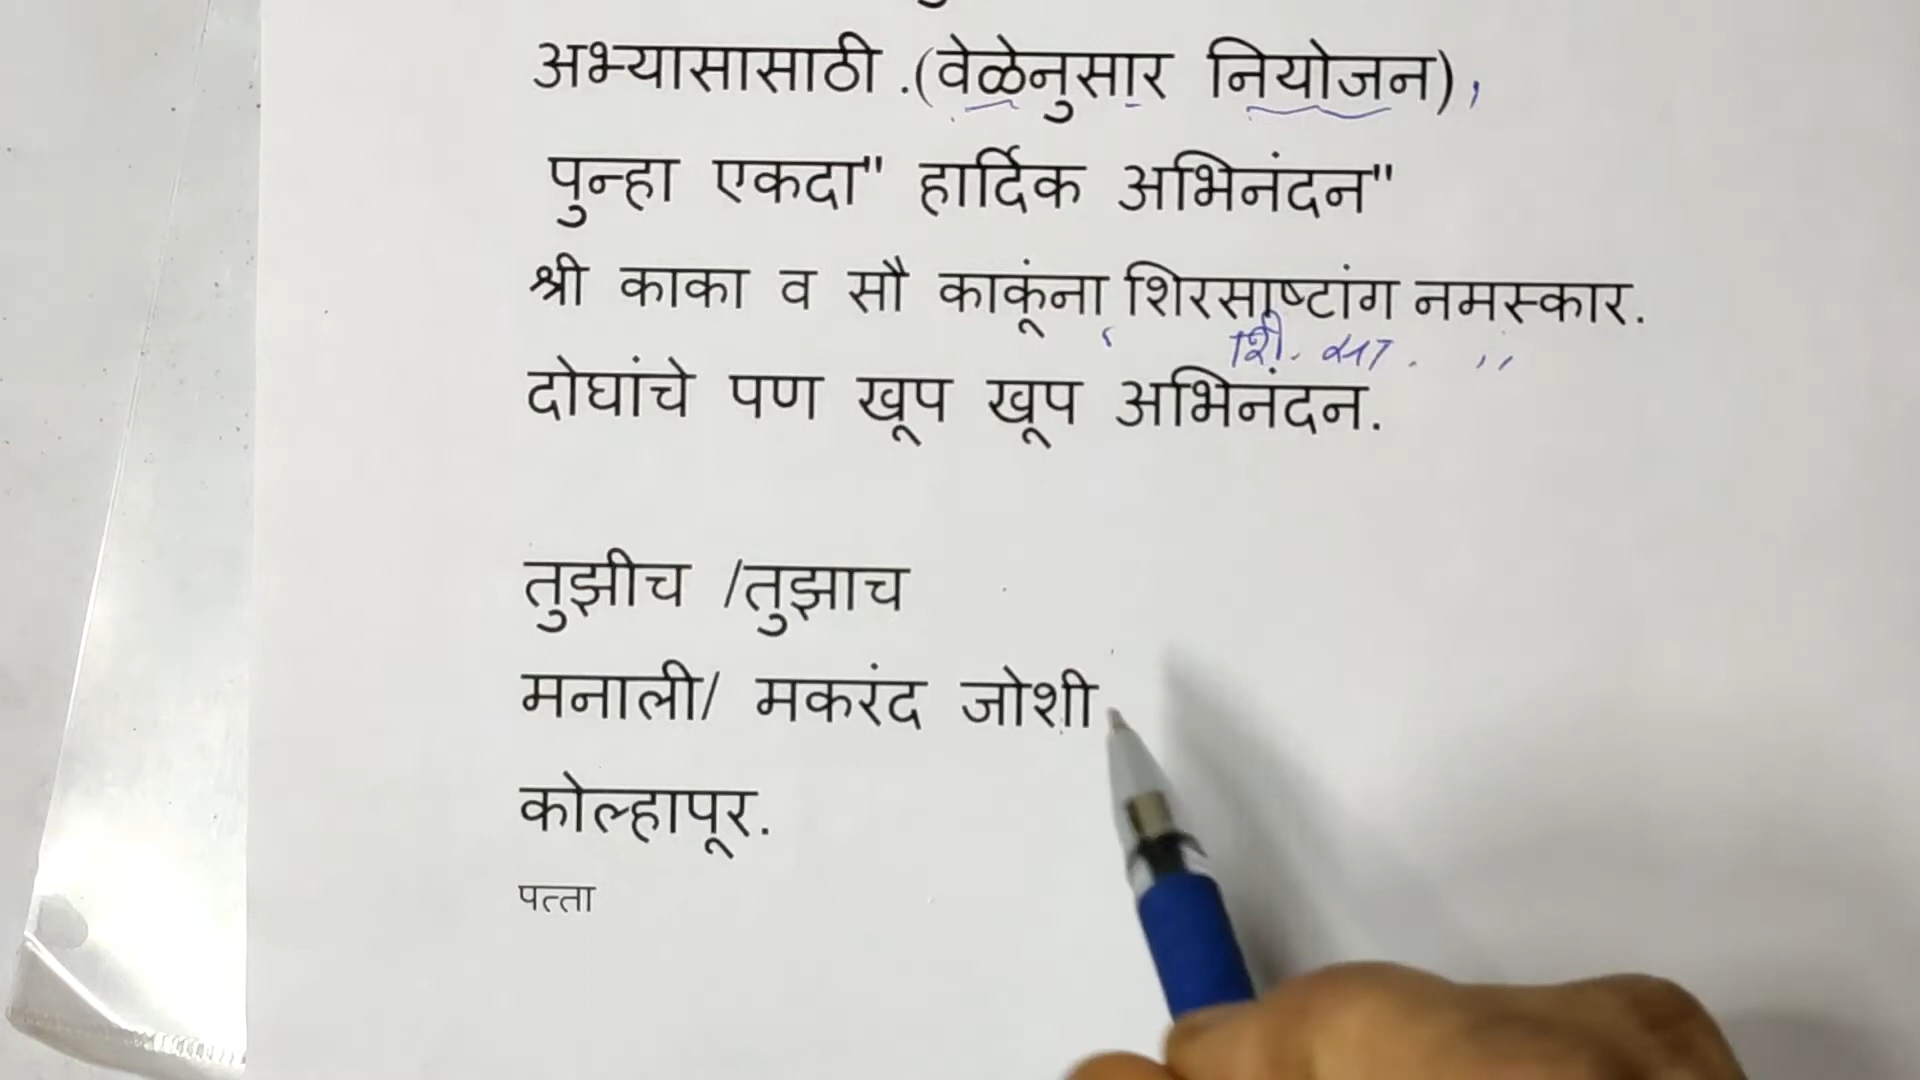 अभ्यासासाठी .(वेळेनुसार नियोजन)
पुन्हा एकदा" हार्दिक अभिनंदन"
श्री काका व सौ काकूंना शिरसाष्टांग नमस्कार.
शि. सा . ,,
दोघांचे पण खूप खूप अभिनंदन.
तुझीच /तुझाच
मनाली/ मकरंद जोशी
कोल्हापूर.
पत्ता